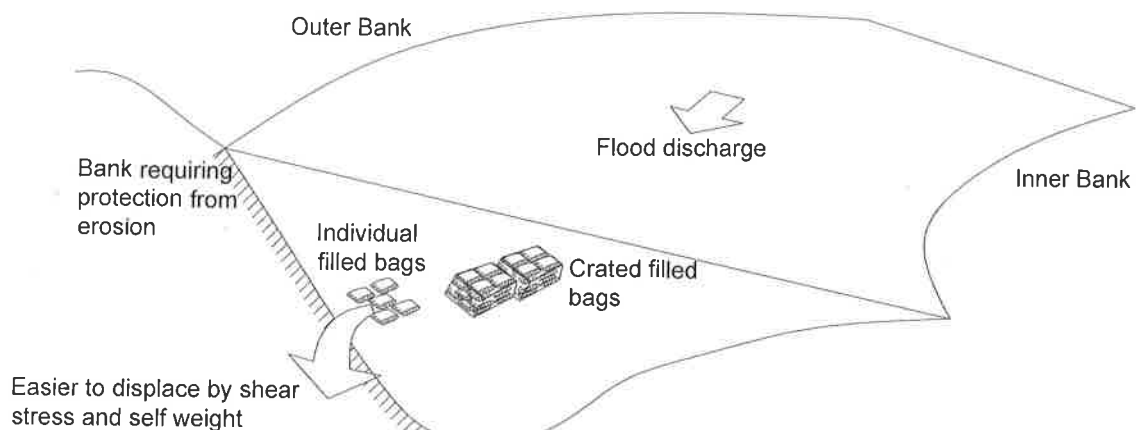 Outer Bank
Flood discharge
Inner Bank
Bank requiring
protection from
erosion
Individual
filled bags
Crated filled
bags
Easier to displace by shear
stress and self weight